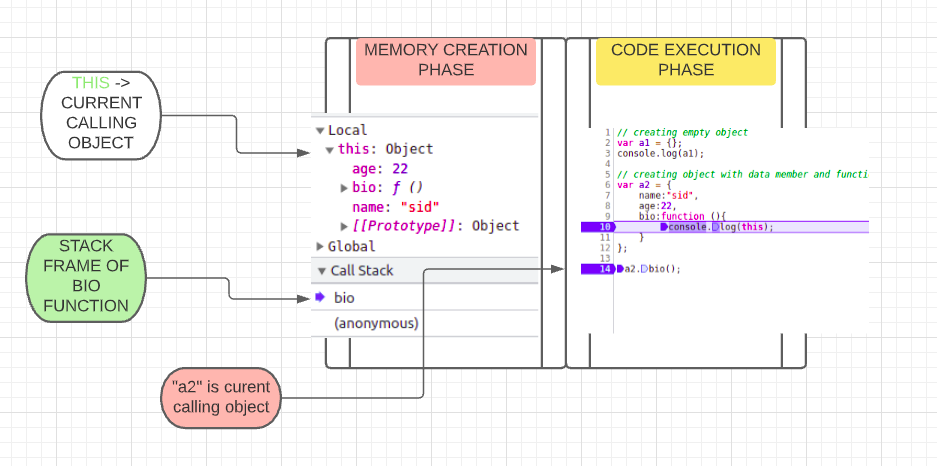 MEMORY CREATION
PHASE
CODE EXECUTION
PHASE
THIS ->
CURRENT
CALLING
OBJECT
Local
this: Object
age: 22
bio: ƒ ()
name: "sid"
[[Prototype]]: Object
Global
Call Stack
bio
(anonymous)
STACK
FRAME OF
BIO
FUNCTION
1 // creating empty object
2 var a1 = {};
3 console.log(a1);
4
5 // creating object with data member and functi
6 var a2 = {
7 name:"sid",
8 age:22,
9 bio:function (){
10 console.log(this);
11 }
12 };
13
14 a2.bio();
"a2" is curent
calling object